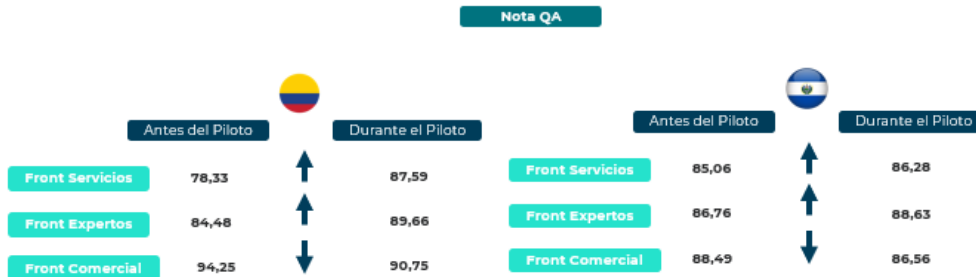 Nota QA
Antes del Piloto Durante el Piloto
Front Servicios 78,33 87,59
Front Expertos 84,48 89,66
Front Comercial 94,25 90,75
Antes del Piloto Durante el Piloto
Front Servicios 85,06 86,28
Front Expertos 86,76 88,63
Front Comercial 88,49 86,56